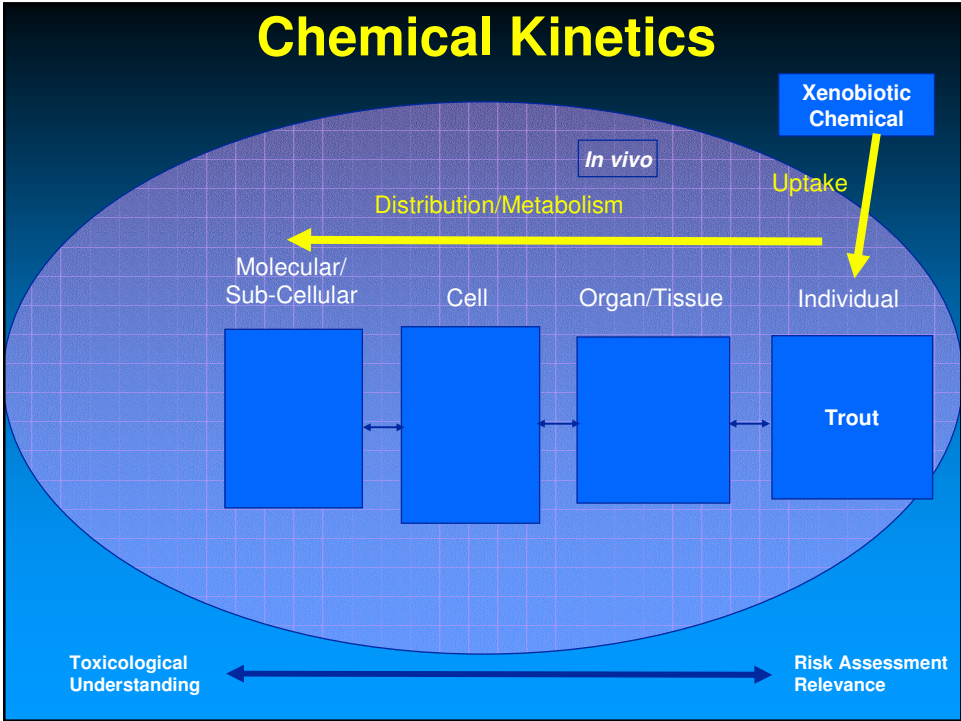 Chemical Kinetics
Xenobiotic
Chemical
In vivo
Uptake
Distribution/Metabolism
Molecular/
Sub-Cellular
Cell
Organ/Tissue
Individual
Trout
Toxicological
Understanding
Risk Assessment
Relevance